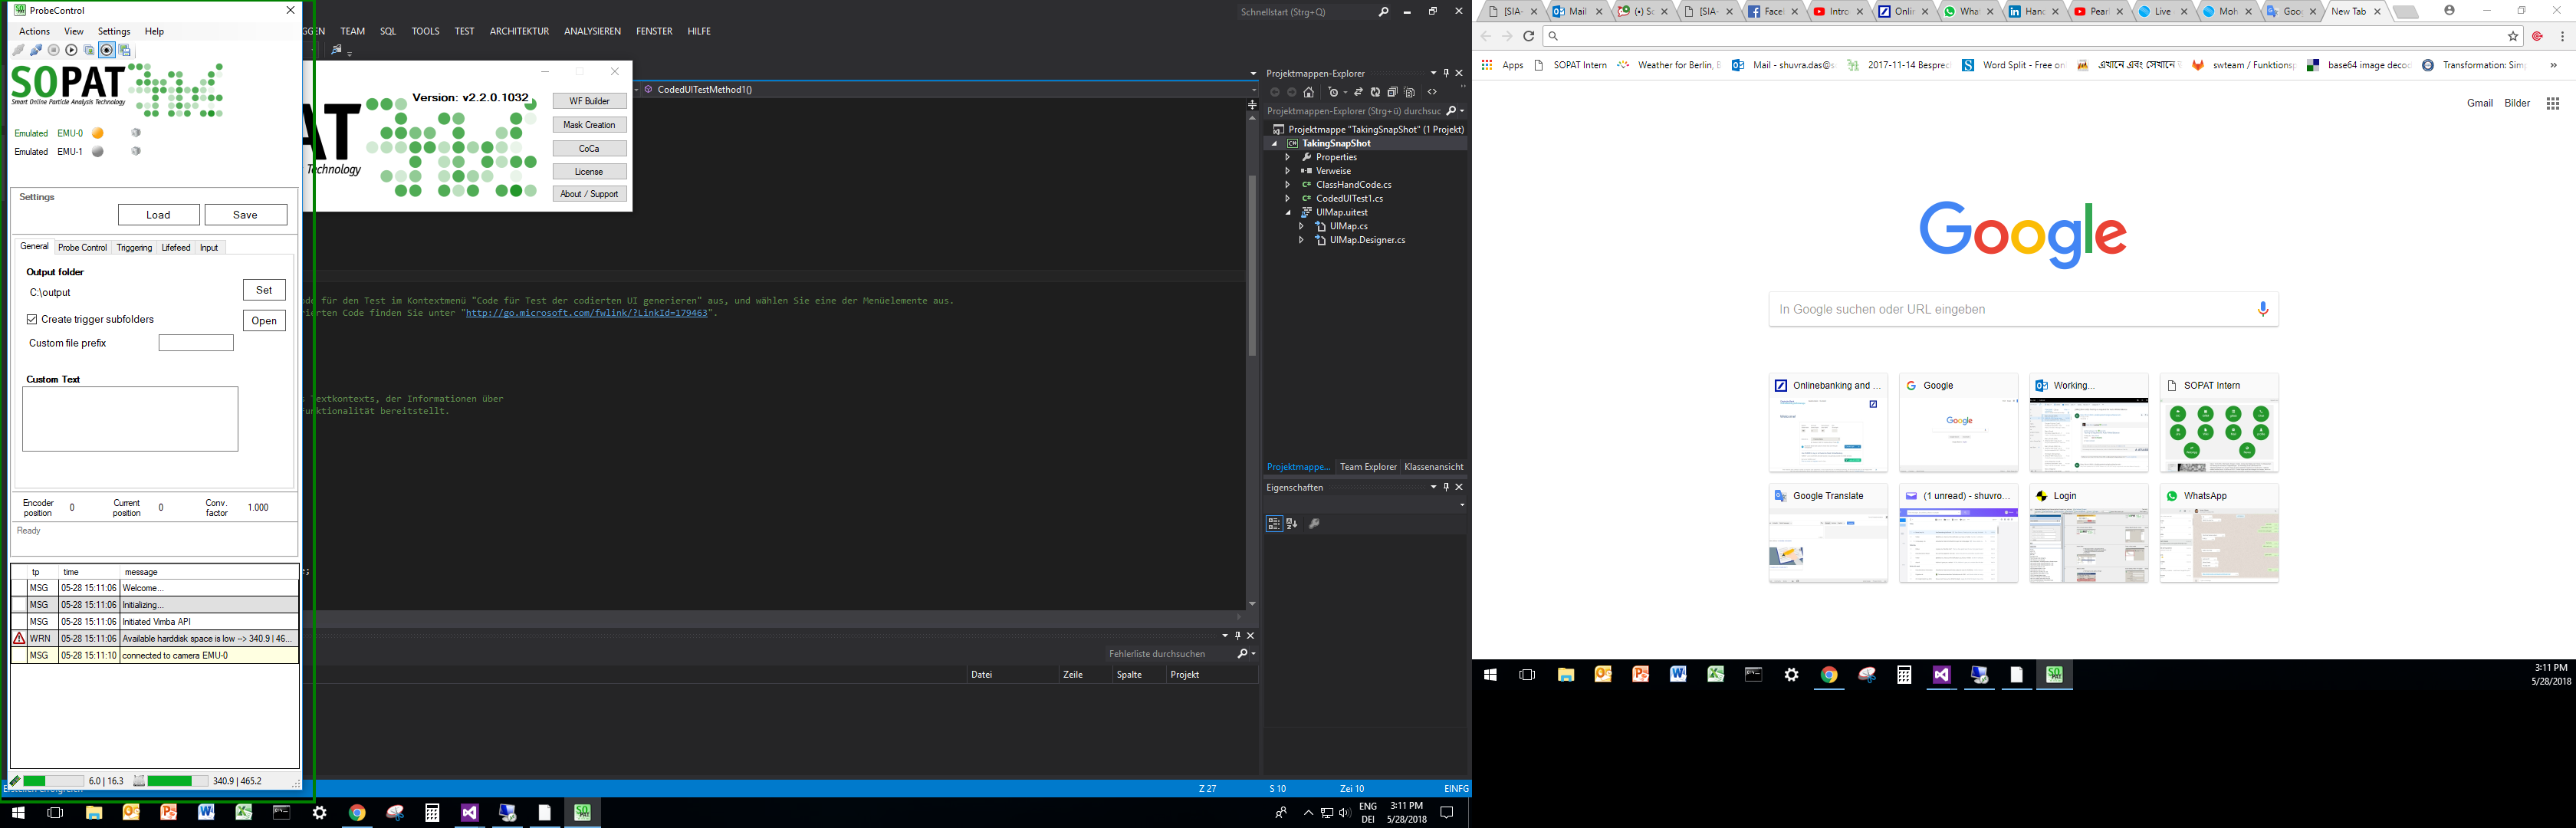 ProbeControl
Actions View Settings Help
SOPAT
Smart Online Particle Analysis Technology
Emulated EMU-0
Emulated EMU-1
Settings
Load Save
General Probe Control Triggering Lifefeed Input
Output folder
C:\output
Set
Create trigger subfolders
Open
Custom file prefix
Custom Text
Encoder position 0 Current position 0 Conv. factor 1.000
Ready
tp time message
MSG 05-28 15:11:06 Welcome...
MSG 05-28 15:11:06 Initializing...
MSG 05-28 15:11:06 Initiated Vimba API
WRN 05-28 15:11:06 Available harddisk space is low --> 340.9 | 46...
MSG 05-28 15:11:10 connected to camera EMU-0
6.0 | 16.3 340.9 | 465.2
GGEN TEAM SQL TOOLS TEST ARCHITEKTUR ANALYSIEREN FENSTER HILFE
Schnellstart (Strg+Q)
AT
Technology
Version: v2.2.0.1032
WF Builder
Mask Creation
CoCa
License
About / Support
CodedUITestMethod1()
ode für den Test im Kontextmenü "Code für Test der codierten UI generieren" aus, und wählen Sie eine der Menüelemente aus.
rierten Code finden Sie unter "http://go.microsoft.com/fwlink/?LinkId=179463".
s Textkontexts, der Informationen über
unktionalität bereitstellt.
;
Fehlerliste durchsuchen
Datei Zeile Spalte Projekt
Projektmappen-Explorer
Projektmappen-Explorer (Strg+ü) durchsuc
Projektmappe "TakingSnapShot" (1 Projekt)
TakingSnapShot
Properties
Verweise
ClassHandCode.cs
CodedUITest1.cs
UIMap.uitest
UIMap.cs
UIMap.Designer.cs
Projektmappe... Team Explorer Klassenansicht
Eigenschaften
Z 27 S 10 Zei 10 EINFG
ENG
DEI
3:11 PM
5/28/2018
[SIA- Mail (•) Sc [SIA- Facel Intro Onlin What Hanc Pearl Live Moh Goog New Tab
Apps SOPAT Intern Weather for Berlin, B Mail - shuvra.das@s 2017-11-14 Besprec Word Split - Free on এখানে এবং সেখানে swteam / Funktions base64 image decod Transformation: Sim
Gmail Bilder
Google
In Google suchen oder URL eingeben
Onlinebanking and ... Google Working... SOPAT Intern
Google Translate (1 unread) - shuvro... Login WhatsApp
3:11 PM
5/28/2018